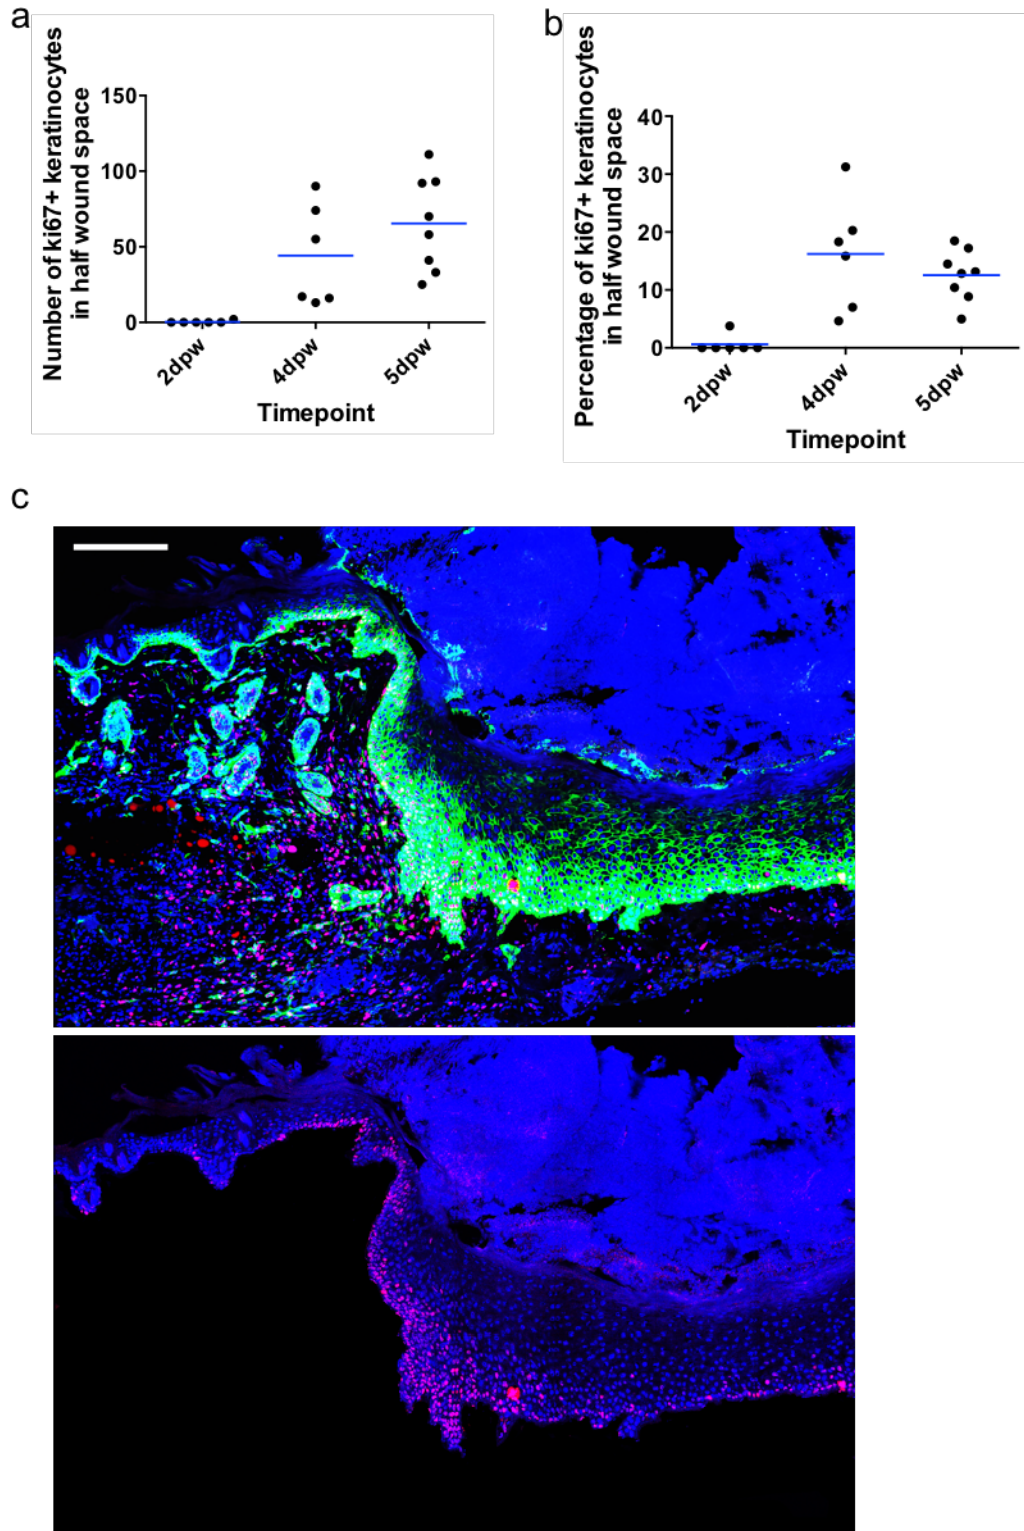 a
Number of ki67+ keratinocytes
in half wound space
150
100
50
0
2dpw
4dpw
5dpw
Timepoint
b
Percentage of ki67+ keratinocytes
in half wound space
40
30
20
10
0
2dpw
4dpw
5dpw
Timepoint
c